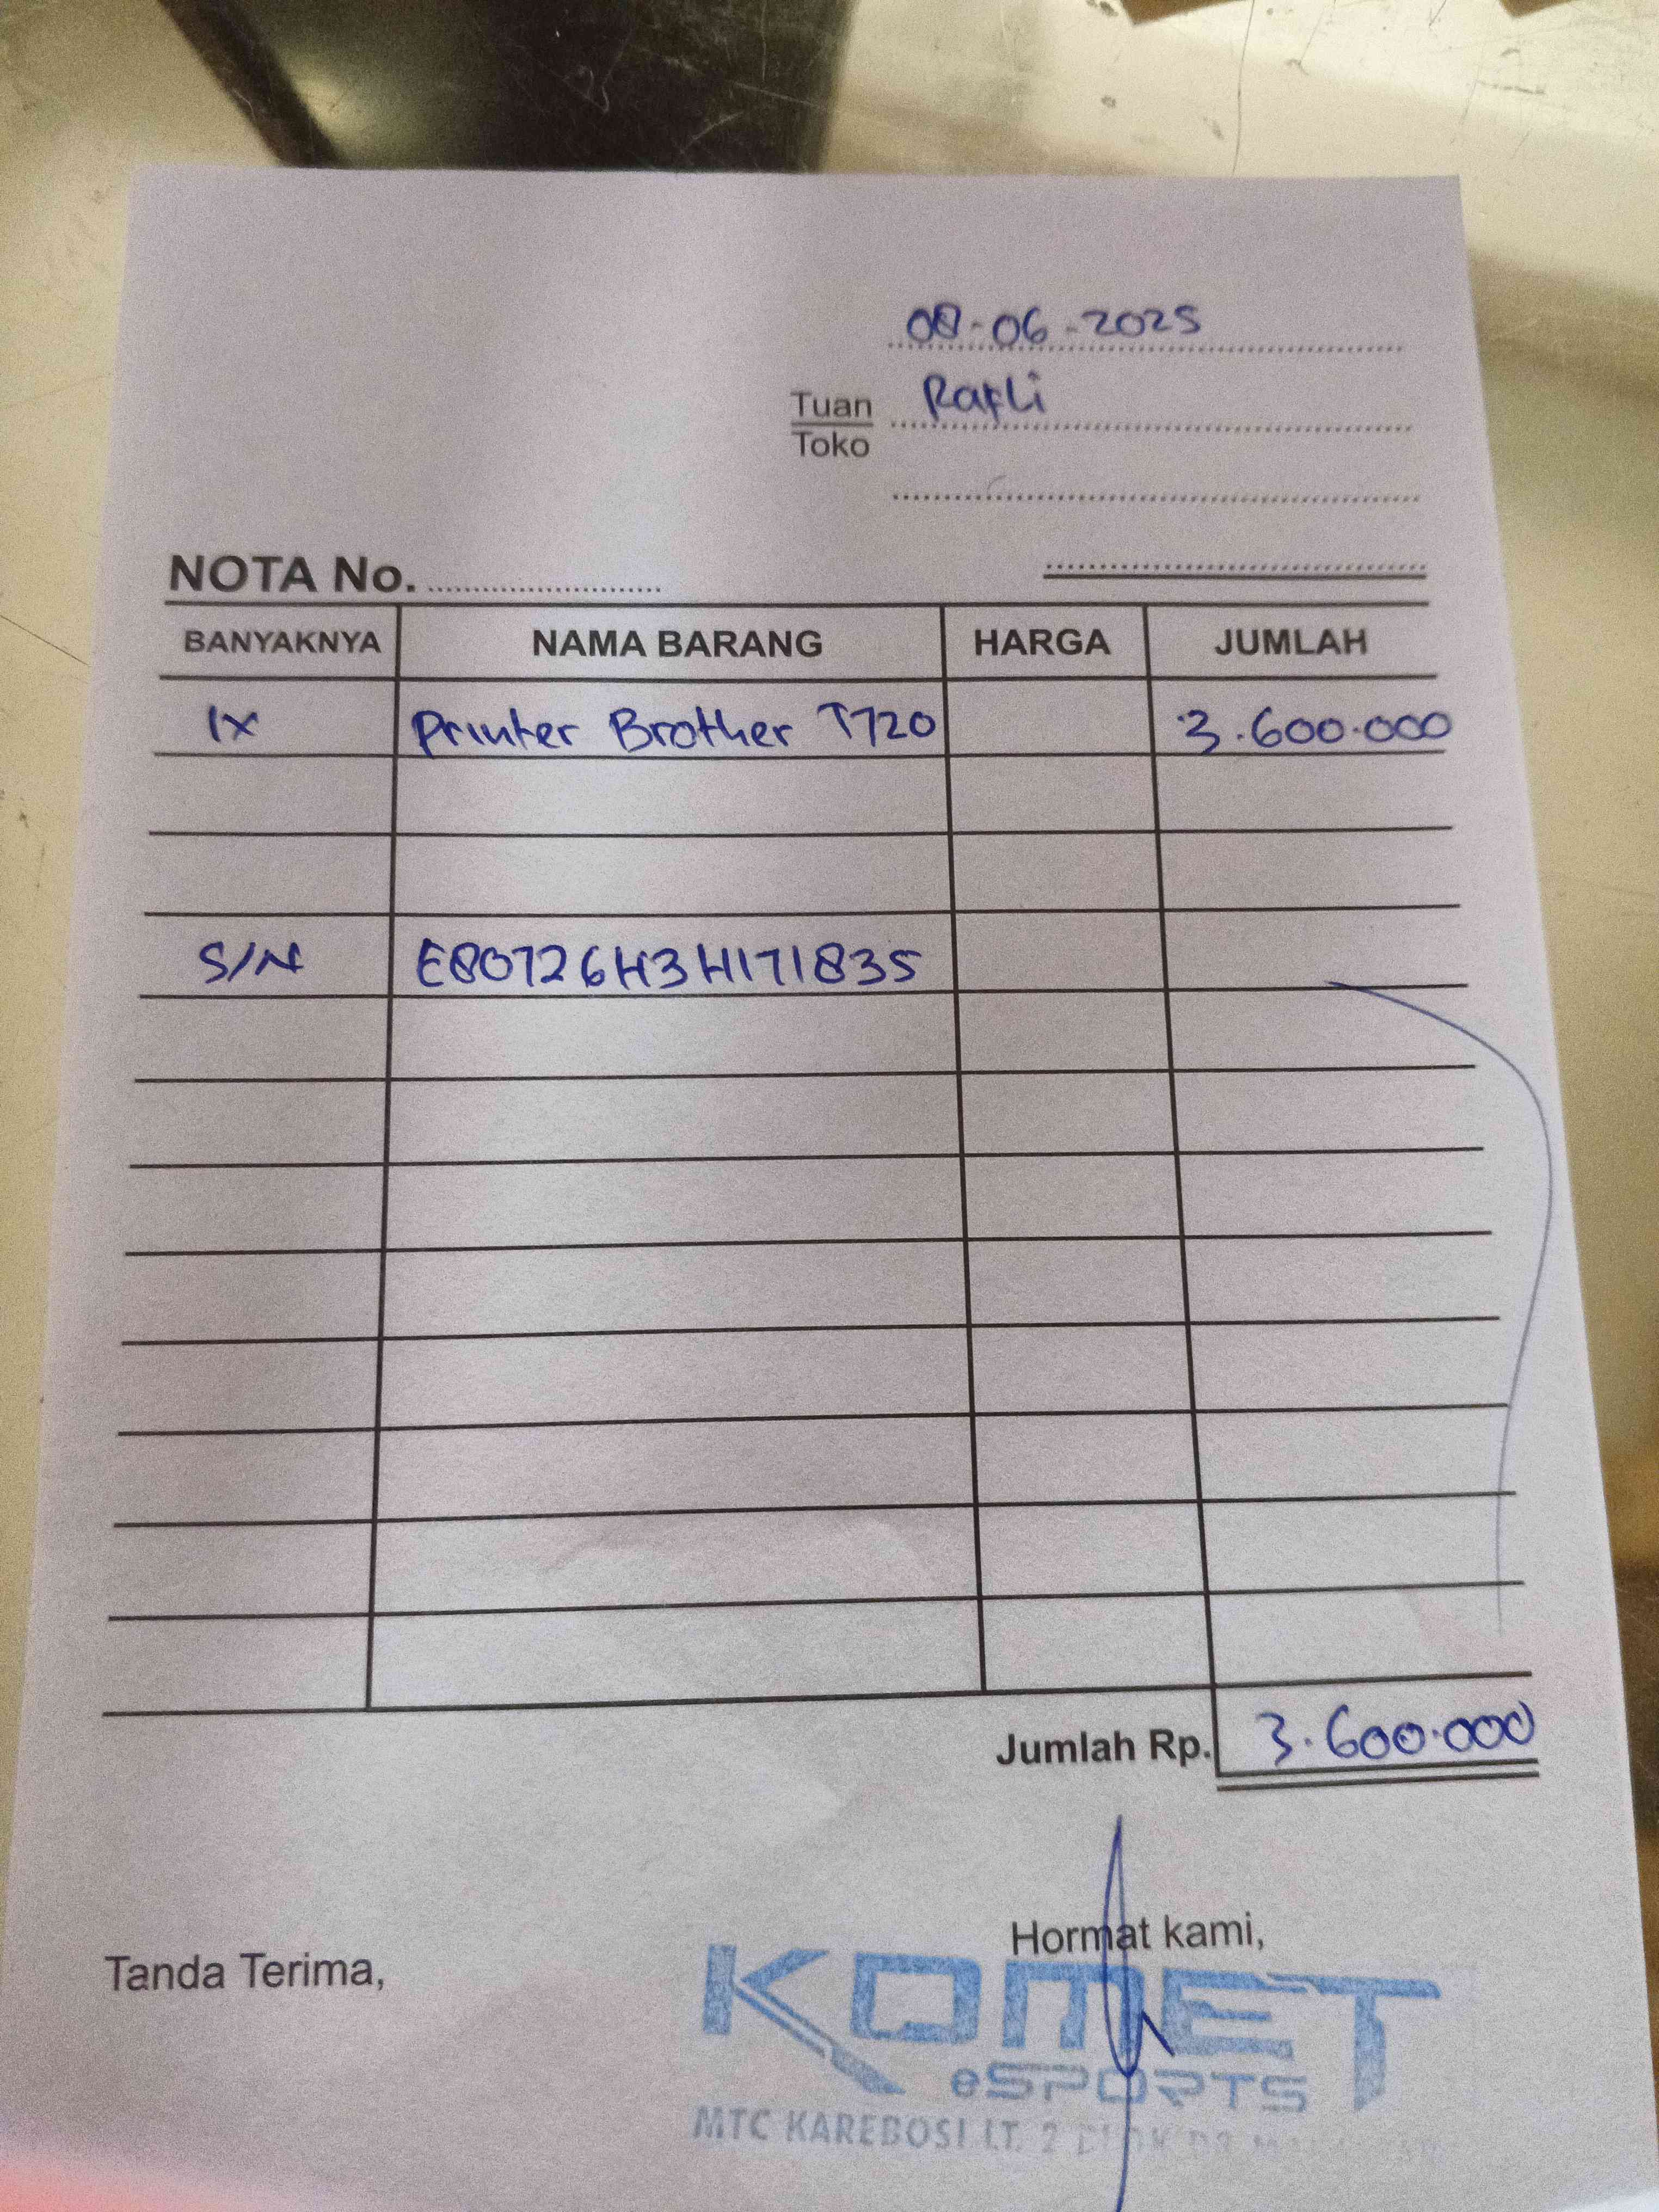 08-06-2025
Tuan Rafli
Toko
NOTA No.
BANYAKNYA NAMA BARANG HARGA JUMLAH
1x Printer Brother T720 3.600.000
S/N E80726H3H171835
Jumlah Rp. 3.600.000
Tanda Terima, Hormat kami,
KOMET
eSPORTS
MTC KAREBOSI LT. 2